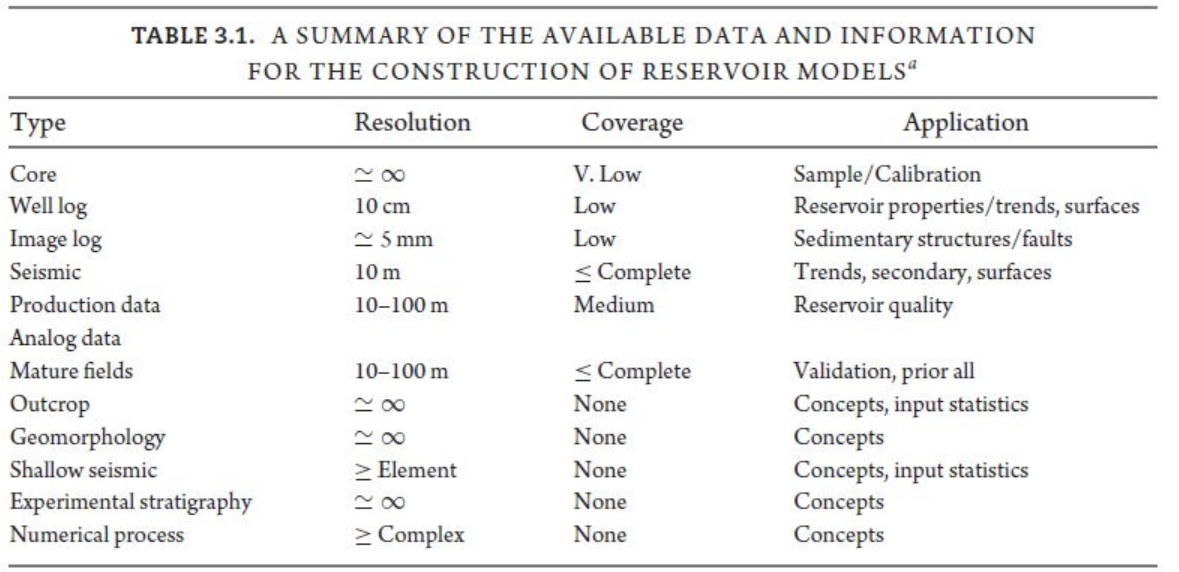 TABLE 3.1. A SUMMARY OF THE AVAILABLE DATA AND INFORMATION
FOR THE CONSTRUCTION OF RESERVOIR MODELSᵃ
Type Resolution Coverage Application
Core ≃ ∞ V. Low Sample/Calibration
Well log 10 cm Low Reservoir properties/trends, surfaces
Image log ≃ 5 mm Low Sedimentary structures/faults
Seismic 10 m ≤ Complete Trends, secondary, surfaces
Production data 10–100 m Medium Reservoir quality
Analog data
Mature fields 10–100 m ≤ Complete Validation, prior all
Outcrop ≃ ∞ None Concepts, input statistics
Geomorphology ≃ ∞ None Concepts
Shallow seismic ≥ Element None Concepts, input statistics
Experimental stratigraphy ≃ ∞ None Concepts
Numerical process ≥ Complex None Concepts